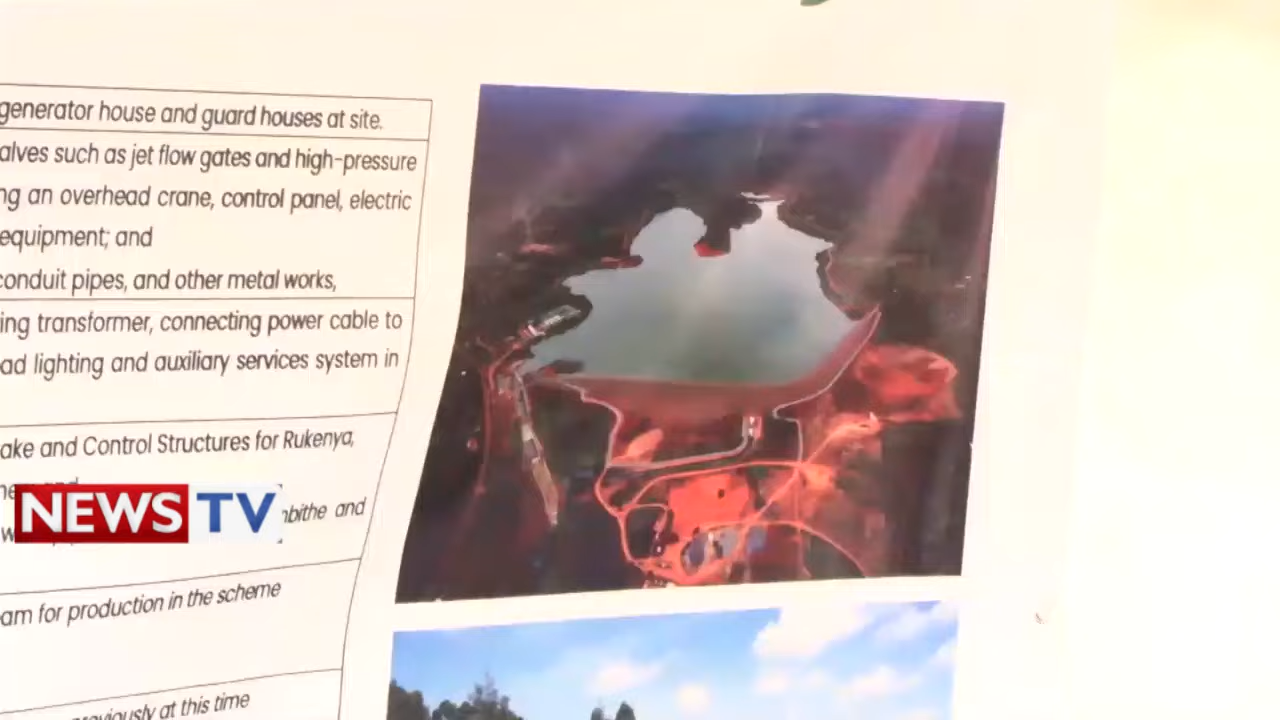 generator house and guard houses at site.
alves such as jet flow gates and high-pressure
ng an overhead crane, control panel, electric
equipment; and
conduit pipes, and other metal works,
ing transformer, connecting power cable to
ad lighting and auxiliary services system in
ake and Control Structures for Rukenya,
NEWS TV
and
am for production in the scheme
at this time